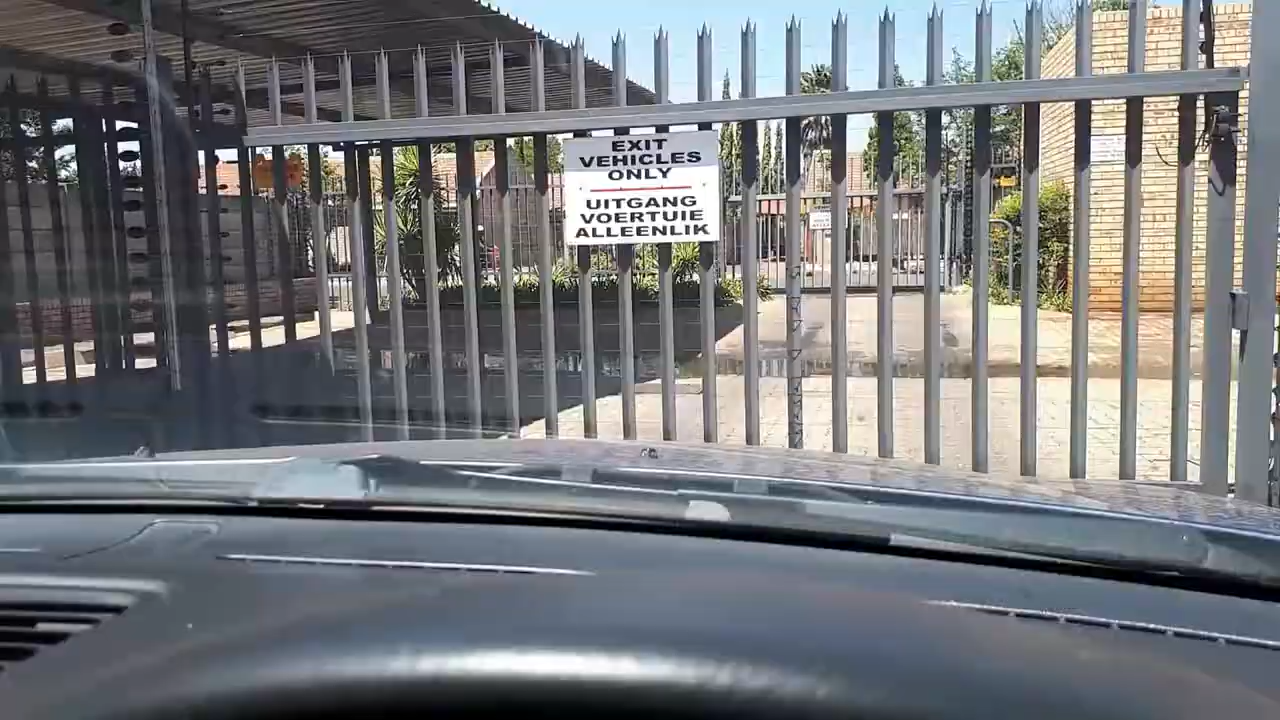 EXIT
VEHICLES
ONLY
UITGANG
VOERTUIE
ALLEENLIK